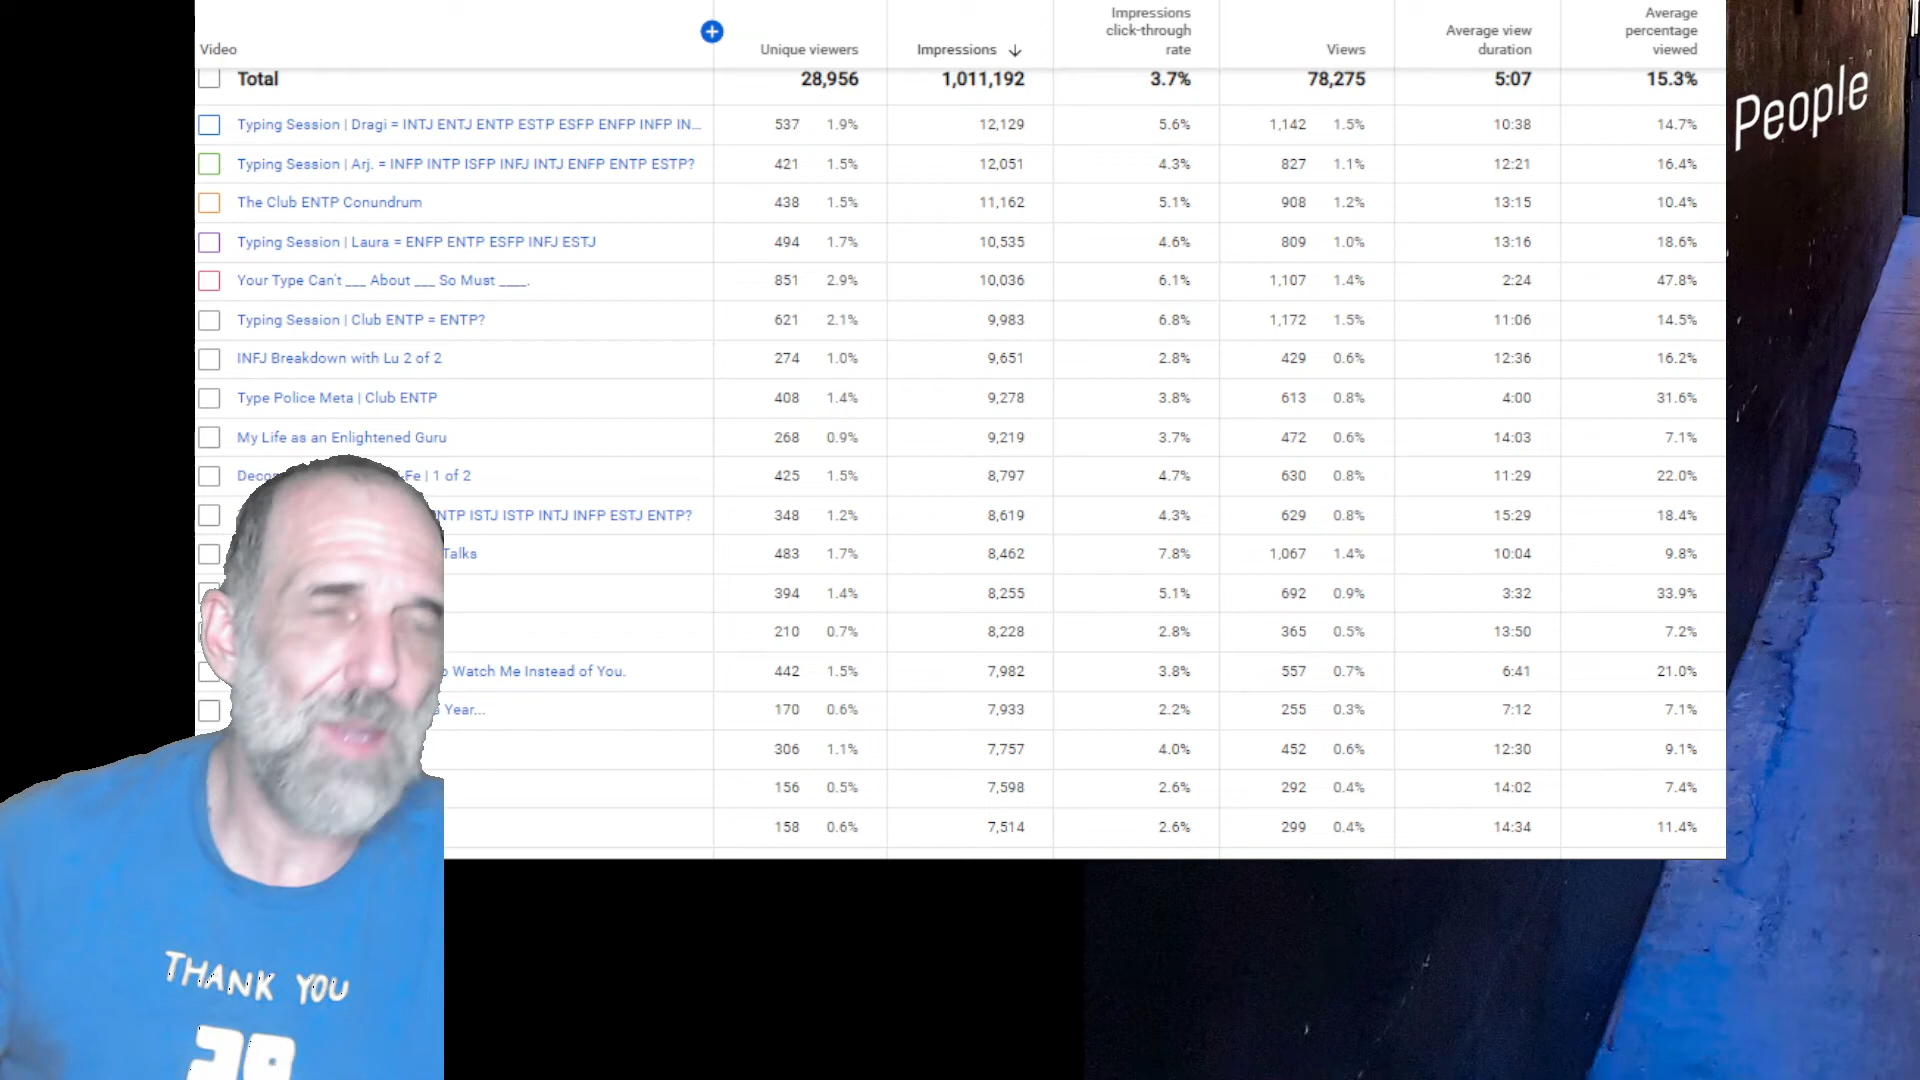 Video Unique viewers Impressions Impressions click-through rate Views Average view duration Average percentage viewed
Total 28,956 1,011,192 3.7% 78,275 5:07 15.3%
Typing Session | Dragi = INTJ ENTJ ENTP ESTP ESFP ENFP INFP IN... 537 1.9% 12,129 5.6% 1,142 1.5% 10:38 14.7%
Typing Session | Arj. = INFP INTP ISFP INFJ INTJ ENFP ENTP ESTP? 421 1.5% 12,051 4.3% 827 1.1% 12:21 16.4%
The Club ENTP Conundrum 438 1.5% 11,162 5.1% 908 1.2% 13:15 10.4%
Typing Session | Laura = ENFP ENTP ESFP INFJ ESTJ 494 1.7% 10,535 4.6% 809 1.0% 13:16 18.6%
Your Type Can't ___ About ___ So Must ____. 851 2.9% 10,036 6.1% 1,107 1.4% 2:24 47.8%
Typing Session | Club ENTP = ENTP? 621 2.1% 9,983 6.8% 1,172 1.5% 11:06 14.5%
INFJ Breakdown with Lu 2 of 2 274 1.0% 9,651 2.8% 429 0.6% 12:36 16.2%
Type Police Meta | Club ENTP 408 1.4% 9,278 3.8% 613 0.8% 4:00 31.6%
My Life as an Enlightened Guru 268 0.9% 9,219 3.7% 472 0.6% 14:03 7.1%
Fe | 1 of 2 425 1.5% 8,797 4.7% 630 0.8% 11:29 22.0%
ISTJ ISTP INTJ INFP ESTJ ENTP? 348 1.2% 8,619 4.3% 629 0.8% 15:29 18.4%
Talks 483 1.7% 8,462 7.8% 1,067 1.4% 10:04 9.8%
394 1.4% 8,255 5.1% 692 0.9% 3:32 33.9%
210 0.7% 8,228 2.8% 365 0.5% 13:50 7.2%
Watch Me Instead of You. 442 1.5% 7,982 3.8% 557 0.7% 6:41 21.0%
Year... 170 0.6% 7,933 2.2% 255 0.3% 7:12 7.1%
306 1.1% 7,757 4.0% 452 0.6% 12:30 9.1%
156 0.5% 7,598 2.6% 292 0.4% 14:02 7.4%
158 0.6% 7,514 2.6% 299 0.4% 14:34 11.4%
People
THANK YOU